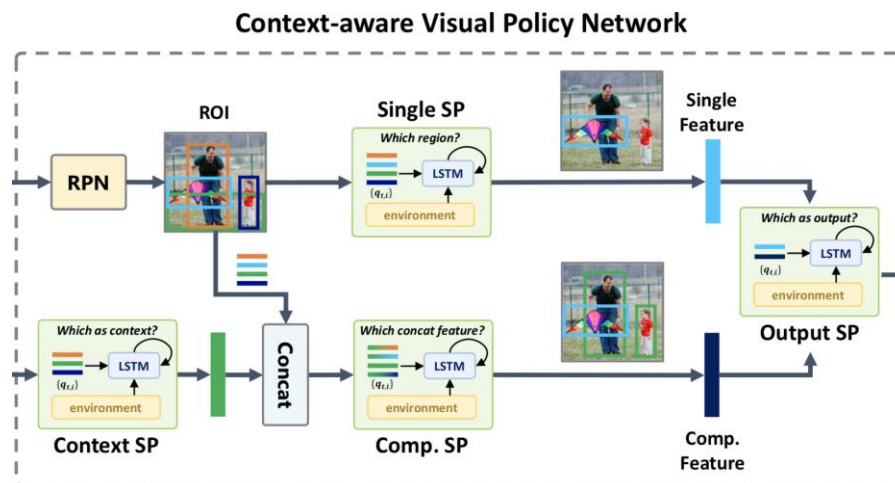 Context-aware Visual Policy Network
RPN
ROI
Single SP
Which region?
LSTM
{q_{t,i}}
environment
Single
Feature
Which as output?
LSTM
{q_{t,i}}
environment
Output SP
Which as context?
LSTM
{q_{t,i}}
environment
Context SP
Concat
Which concat feature?
LSTM
{q_{t,i}}
environment
Comp. SP
Comp.
Feature